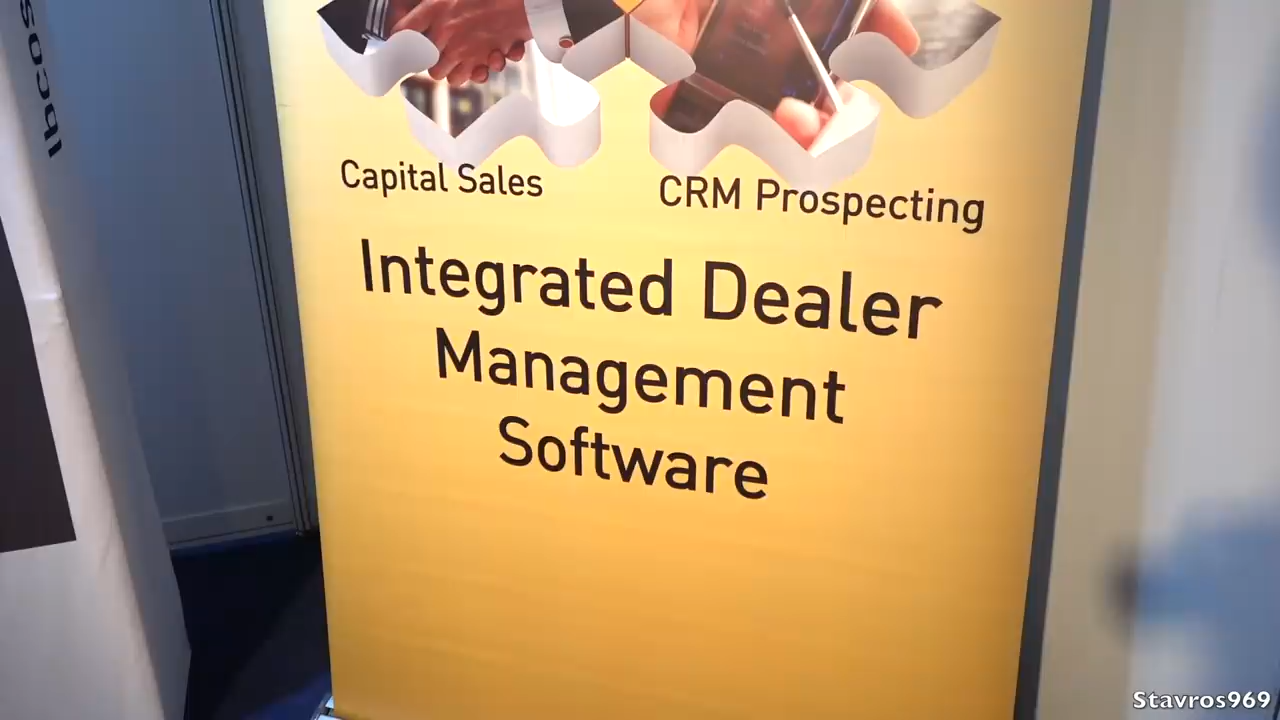 Capital Sales
CRM Prospecting
Integrated Dealer
Management
Software
Stavros969